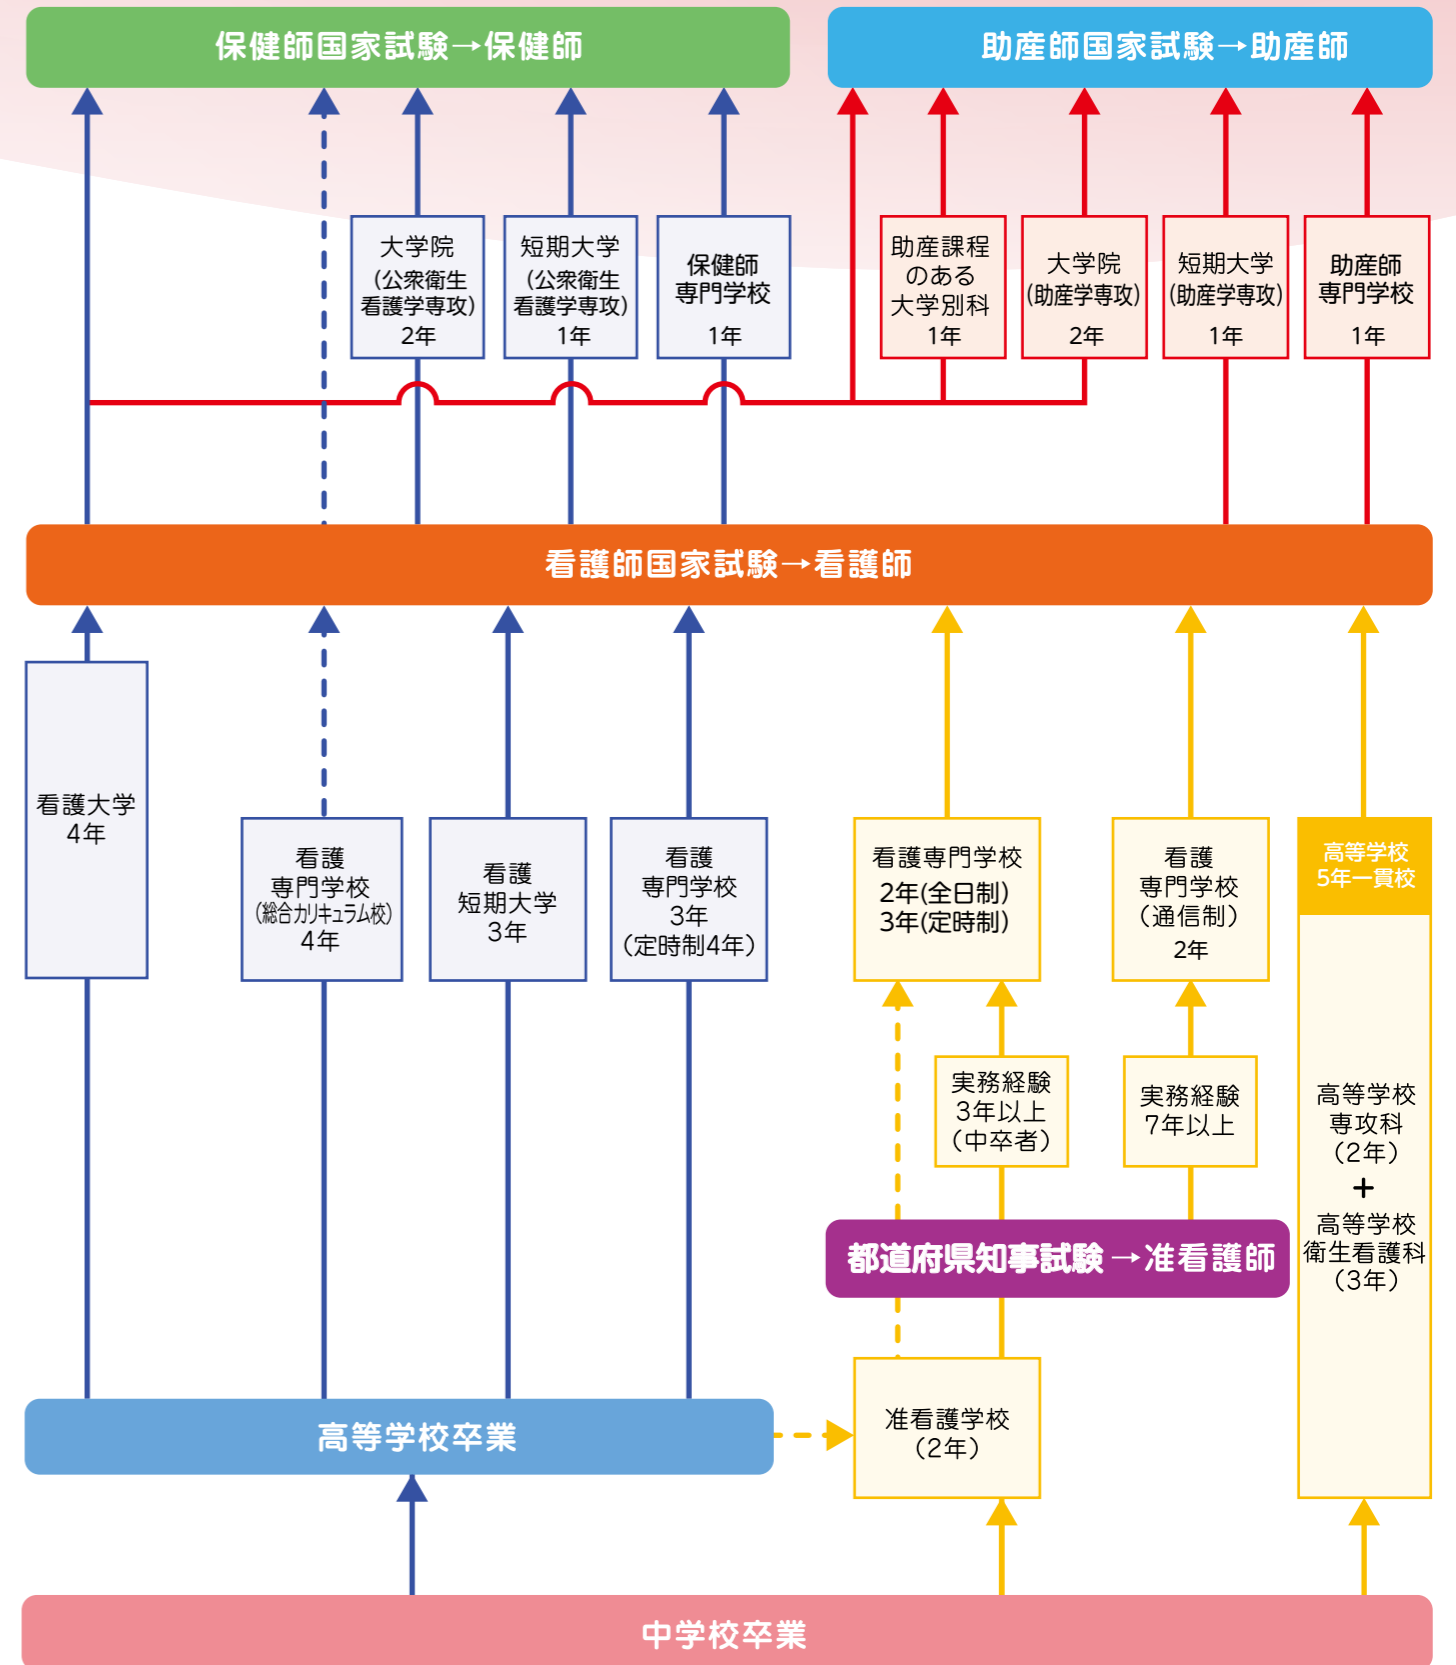 保健師国家試験→保健師
助産師国家試験→助産師
大学院
(公衆衛生
看護学専攻)
2年
短期大学
(公衆衛生
看護学専攻)
1年
保健師
専門学校
1年
助産課程
のある
大学別科
1年
大学院
(助産学専攻)
2年
短期大学
(助産学専攻)
1年
助産師
専門学校
1年
看護師国家試験→看護師
看護大学
4年
看護
専門学校
(総合カリキュラム校)
4年
看護
短期大学
3年
看護
専門学校
3年
(定時制4年)
看護専門学校
2年(全日制)
3年(定時制)
看護
専門学校
(通信制)
2年
高等学校
5年一貫校
実務経験
3年以上
(中卒者)
実務経験
7年以上
高等学校
専攻科
(2年)
+
高等学校
衛生看護科
(3年)
都道府県知事試験→准看護師
准看護学校
(2年)
高等学校卒業
中学校卒業